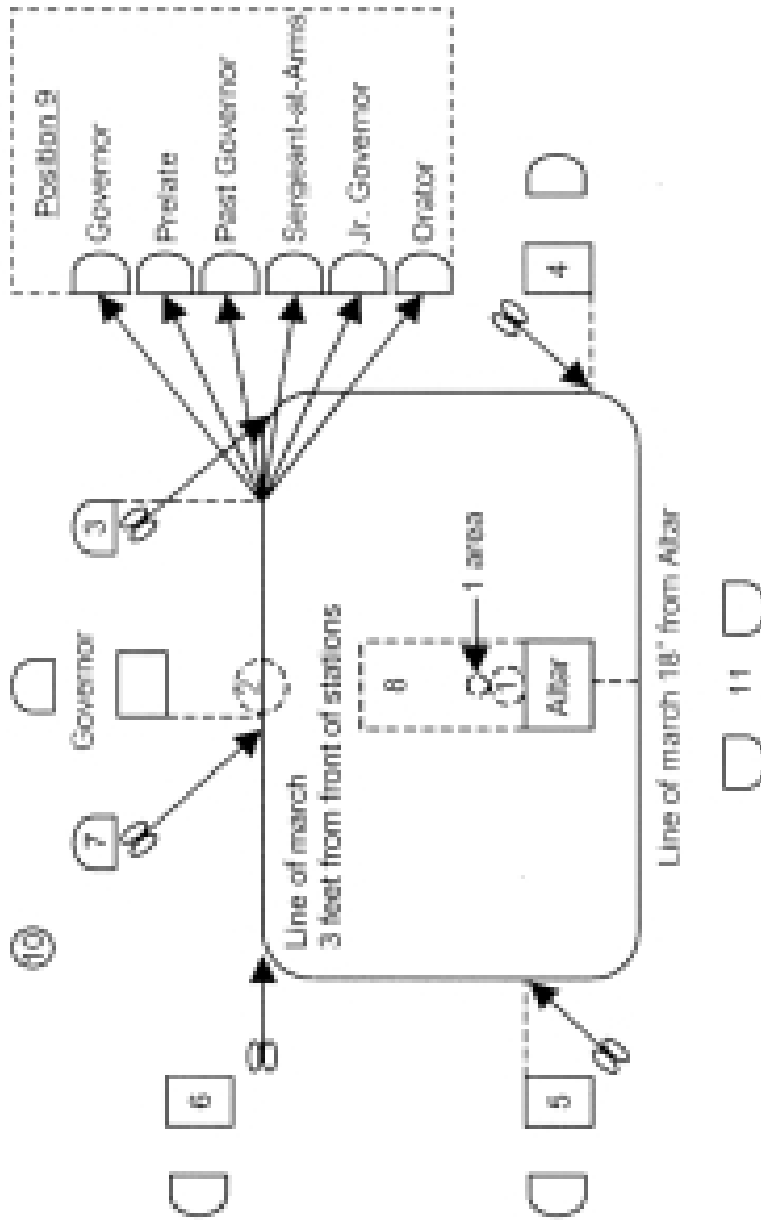 10
7
Governor
3
Position 9
Governor
Prelate
Past Governor
Sergeant-at-Arms
Jr. Governor
Orator
6
2
Line of march
3 feet from front of stations
8
1 area
1
Altar
5
4
Line of march 18" from Altar
11